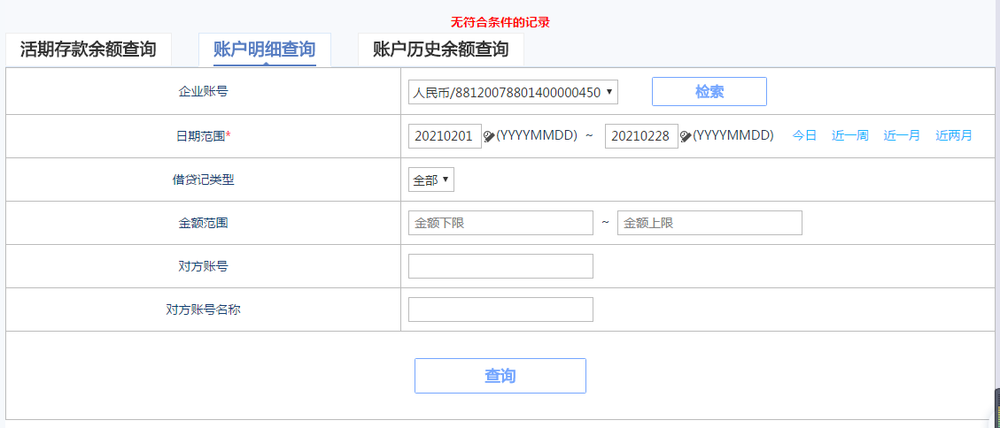 无符合条件的记录
活期存款余额查询 账户明细查询 账户历史余额查询
企业账号 人民币/88120078801400000450 检索
日期范围* 20210201 (YYYYMMDD) ~ 20210228 (YYYYMMDD) 今日 近一周 近一月 近两月
借贷记类型 全部
金额范围 金额下限 ~ 金额上限
对方账号
对方账号名称
查询